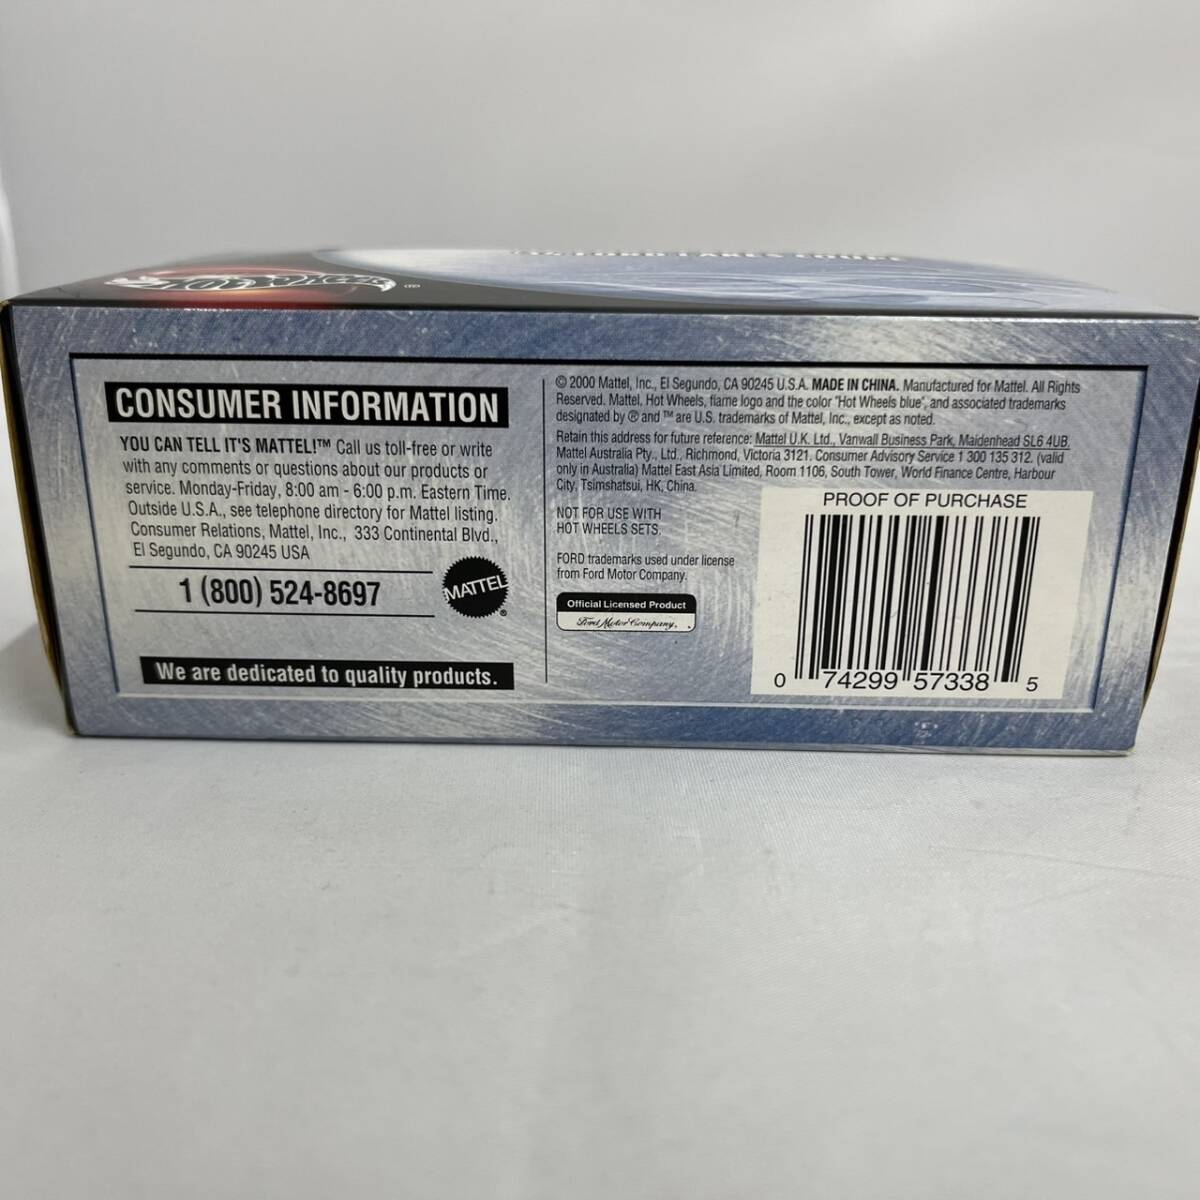 HOT WHEELS ®
CONSUMER INFORMATION
YOU CAN TELL IT'S MATTEL!™ Call us toll-free or write
with any comments or questions about our products or
service. Monday-Friday, 8:00 am - 6:00 p.m. Eastern Time.
Outside U.S.A., see telephone directory for Mattel listing.
Consumer Relations, Mattel, Inc., 333 Continental Blvd.,
El Segundo, CA 90245 USA
1 (800) 524-8697
MATTEL ®
We are dedicated to quality products.
© 2000 Mattel, Inc., El Segundo, CA 90245 U.S.A. MADE IN CHINA. Manufactured for Mattel. All Rights
Reserved. Mattel, Hot Wheels, flame logo and the color "Hot Wheels blue", and associated trademarks
designated by ® and ™ are U.S. trademarks of Mattel, Inc., except as noted.
Retain this address for future reference: Mattel U.K. Ltd., Vanwall Business Park, Maidenhead SL6 4UB.
Mattel Australia Pty., Ltd., Richmond, Victoria 3121. Consumer Advisory Service 1 300 135 312. (valid
only in Australia) Mattel East Asia Limited, Room 1106, South Tower, World Finance Centre, Harbour
City, Tsimshatsui, HK, China.
NOT FOR USE WITH
HOT WHEELS SETS.
FORD trademarks used under license
from Ford Motor Company.
Official Licensed Product
Ford Motor Company,
PROOF OF PURCHASE
0 74299 57338 5